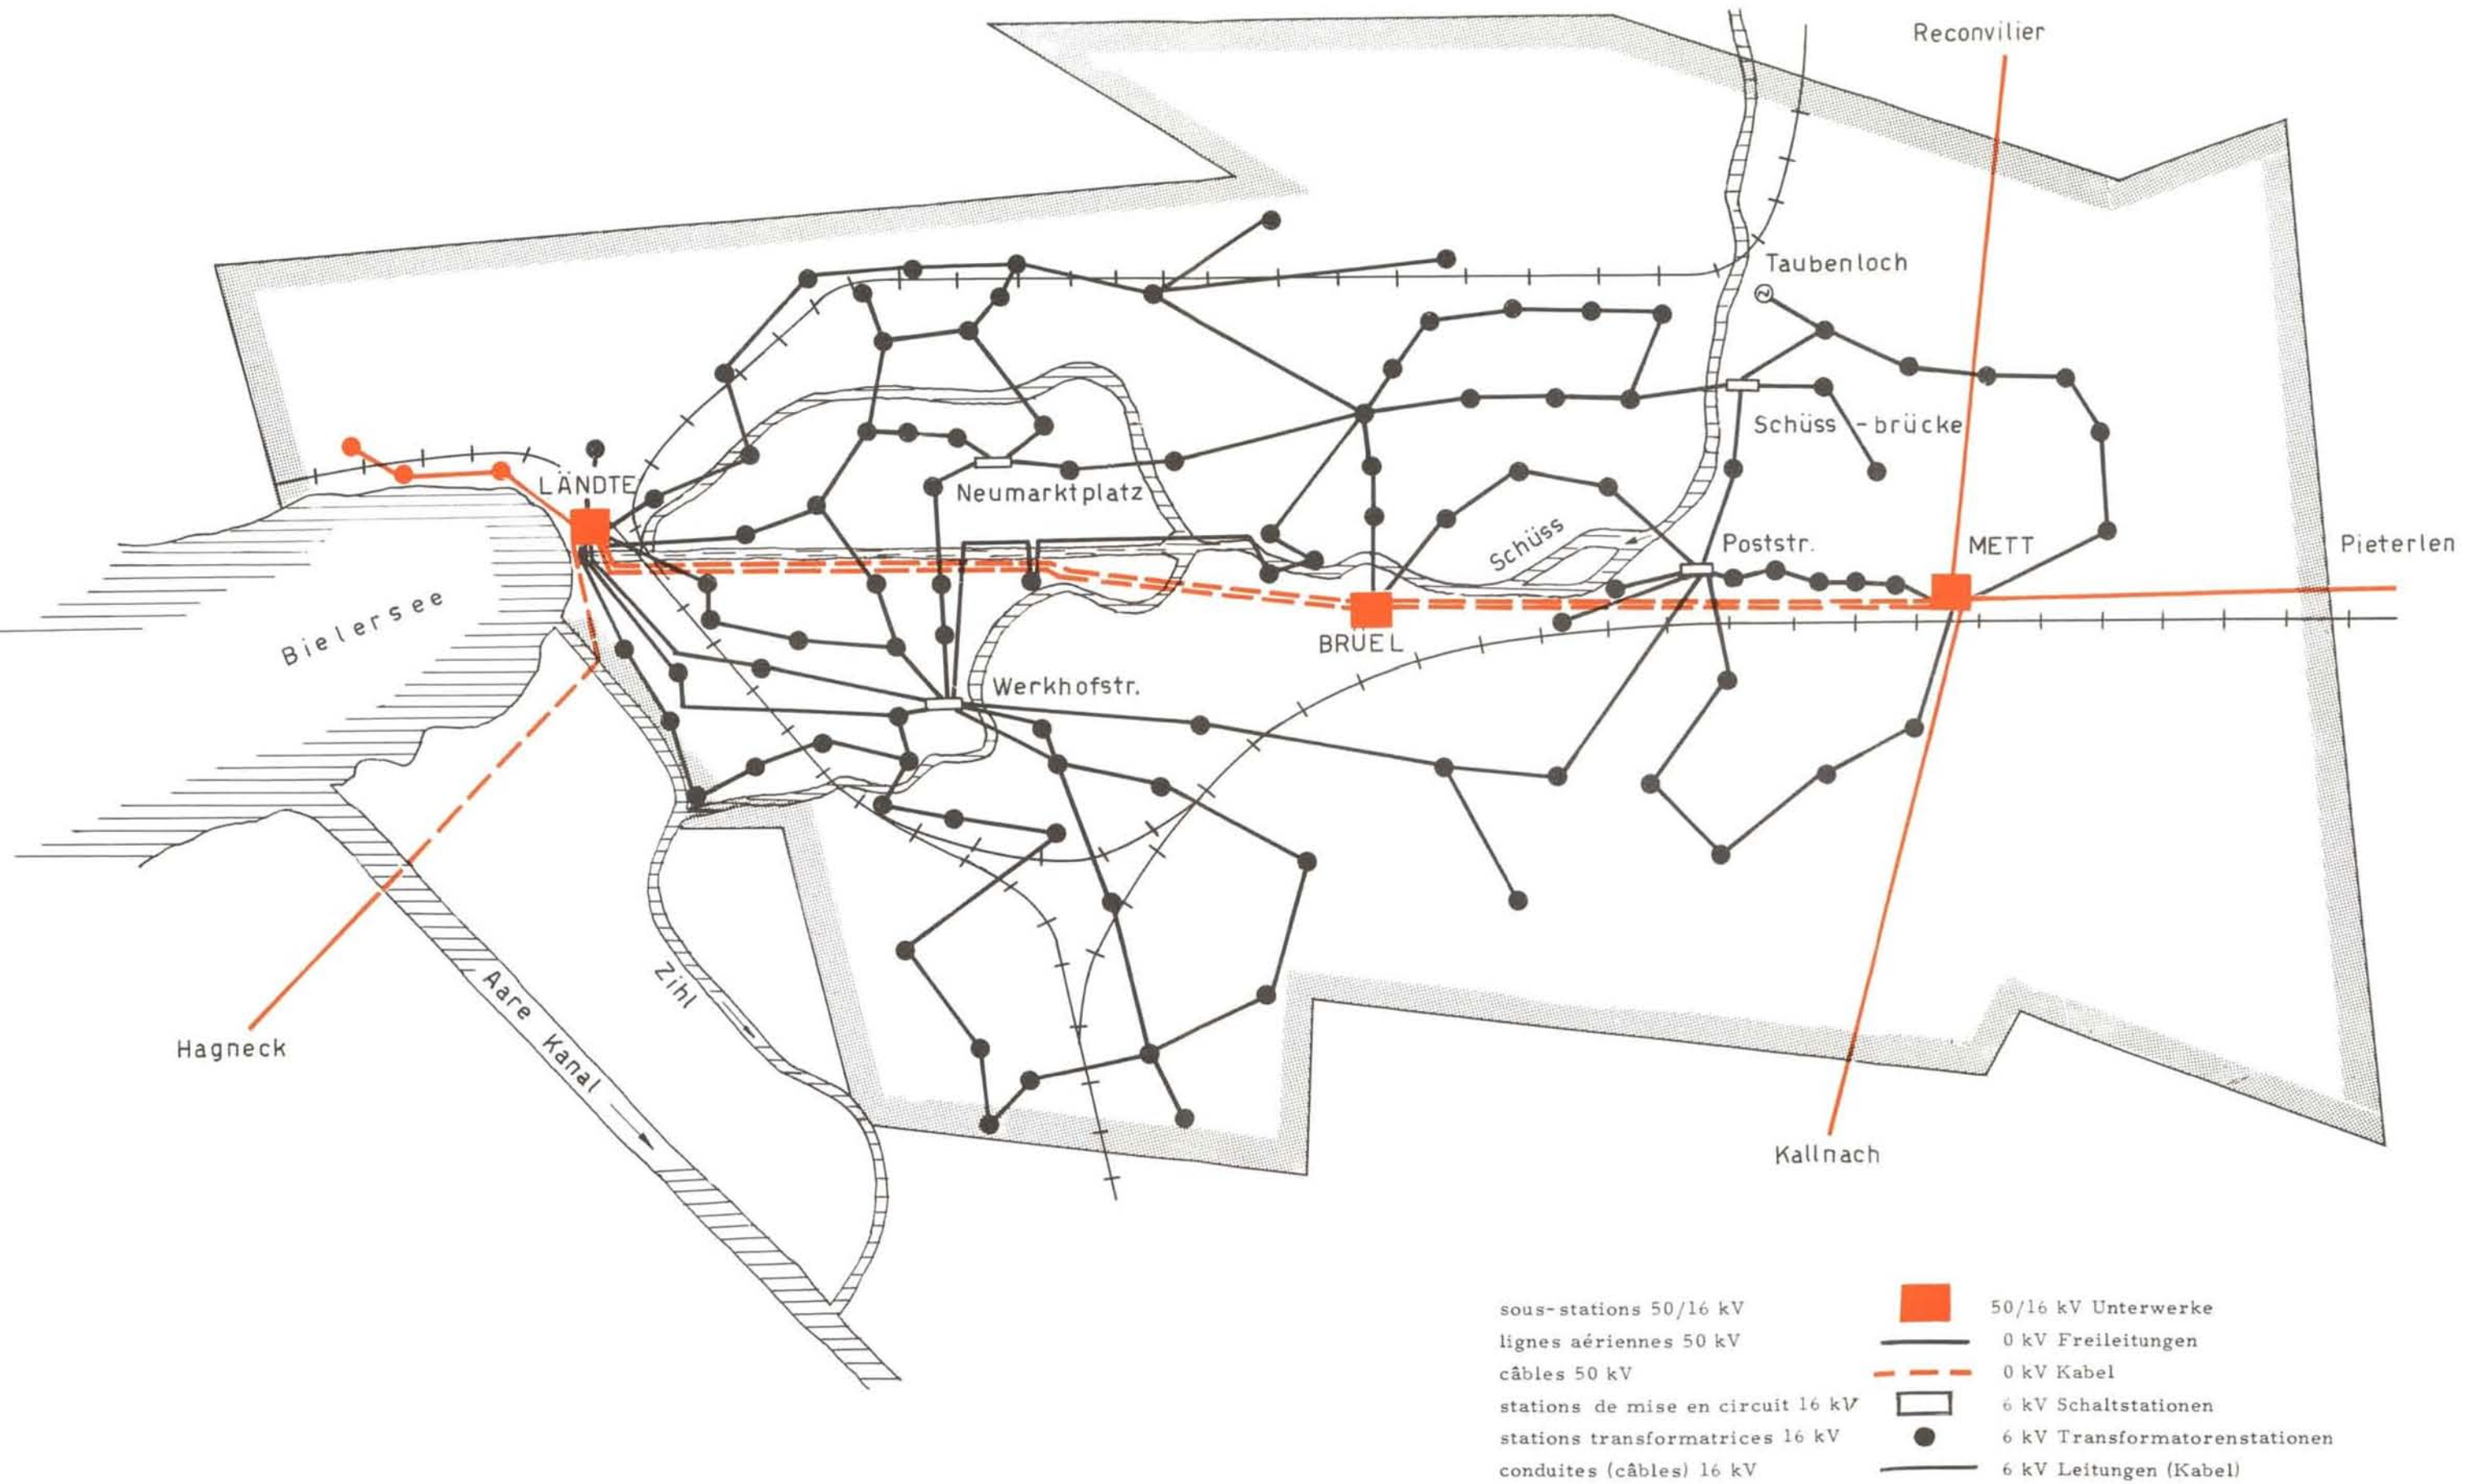 Reconvilier
Taubenloch
Schüss-brücke
LÄNDTE
Neumarktplatz
Schüss
Poststr.
METT
Pieterlen
Bielersee
BRÜEL
Werkhofstr.
Zihl
Aare Kanal
Hagneck
Kallnach
sous-stations 50/16 kV 50/16 kV Unterwerke
lignes aériennes 50 kV 0 kV Freileitungen
câbles 50 kV 0 kV Kabel
stations de mise en circuit 16 kV 6 kV Schaltstationen
stations transformatrices 16 kV 6 kV Transformatorenstationen
conduites (câbles) 16 kV 6 kV Leitungen (Kabel)